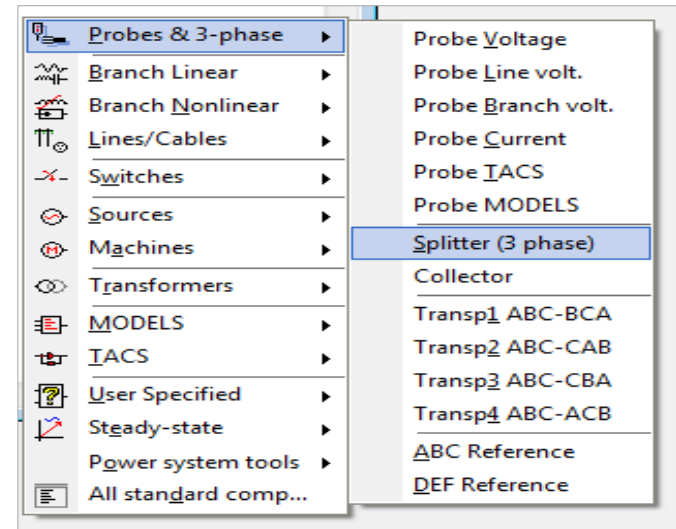 Probes & 3-phase
Branch Linear
Branch Nonlinear
Lines/Cables
Switches
Sources
Machines
Transformers
MODELS
TACS
User Specified
Steady-state
Power system tools
All standard comp...
Probe Voltage
Probe Line volt.
Probe Branch volt.
Probe Current
Probe TACS
Probe MODELS
Splitter (3 phase)
Collector
Transp1 ABC-BCA
Transp2 ABC-CAB
Transp3 ABC-CBA
Transp4 ABC-ACB
ABC Reference
DEF Reference